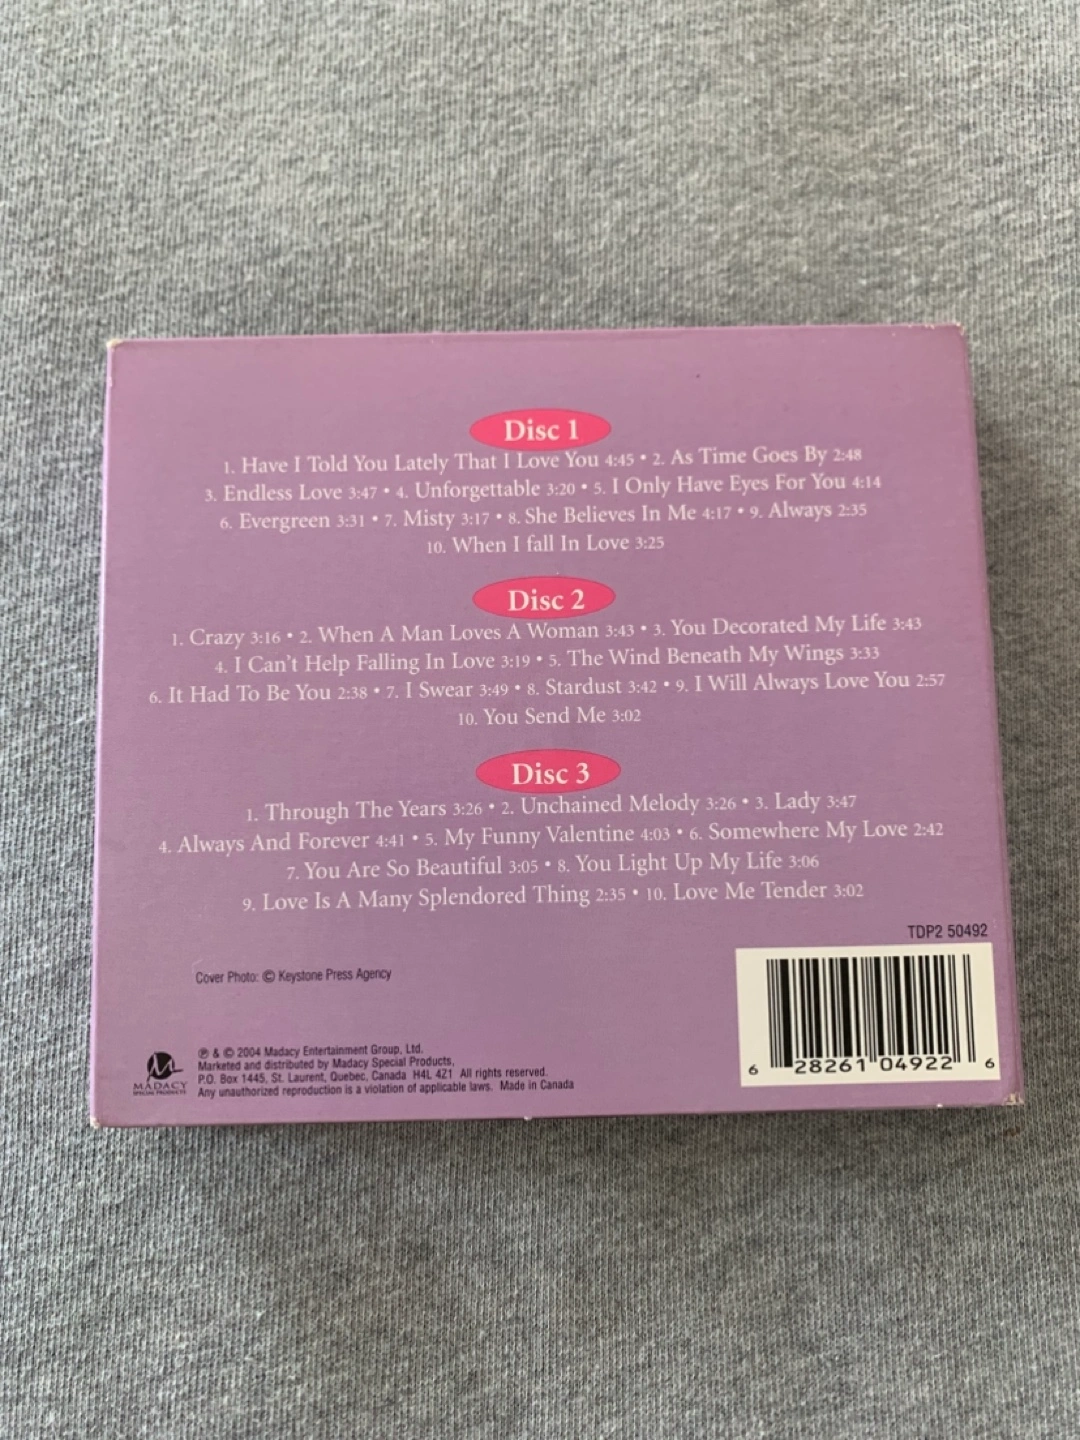 Disc 1
1. Have I Told You Lately That I Love You 4:45 • 2. As Time Goes By 2:48
3. Endless Love 3:47 • 4. Unforgettable 3:20 • 5. I Only Have Eyes For You 4:14
6. Evergreen 3:31 • 7. Misty 3:17 • 8. She Believes In Me 4:17 • 9. Always 2:35
10. When I fall In Love 3:25
Disc 2
1. Crazy 3:16 • 2. When A Man Loves A Woman 3:43 • 3. You Decorated My Life 3:43
4. I Can't Help Falling In Love 3:19 • 5. The Wind Beneath My Wings 3:33
6. It Had To Be You 2:38 • 7. I Swear 3:49 • 8. Stardust 3:42 • 9. I Will Always Love You 2:57
10. You Send Me 3:02
Disc 3
1. Through The Years 3:26 • 2. Unchained Melody 3:26 • 3. Lady 3:47
4. Always And Forever 4:41 • 5. My Funny Valentine 4:03 • 6. Somewhere My Love 2:42
7. You Are So Beautiful 3:05 • 8. You Light Up My Life 3:06
9. Love Is A Many Splendored Thing 2:35 • 10. Love Me Tender 3:02
TDP2 50492
Cover Photo: © Keystone Press Agency
6 28261 04922 6
MADACY
SPECIAL PRODUCTS
℗ & © 2004 Madacy Entertainment Group, Ltd.
Marketed and distributed by Madacy Special Products,
P.O. Box 1445, St. Laurent, Quebec, Canada H4L 4Z1 All rights reserved.
Any unauthorized reproduction is a violation of applicable laws. Made in Canada